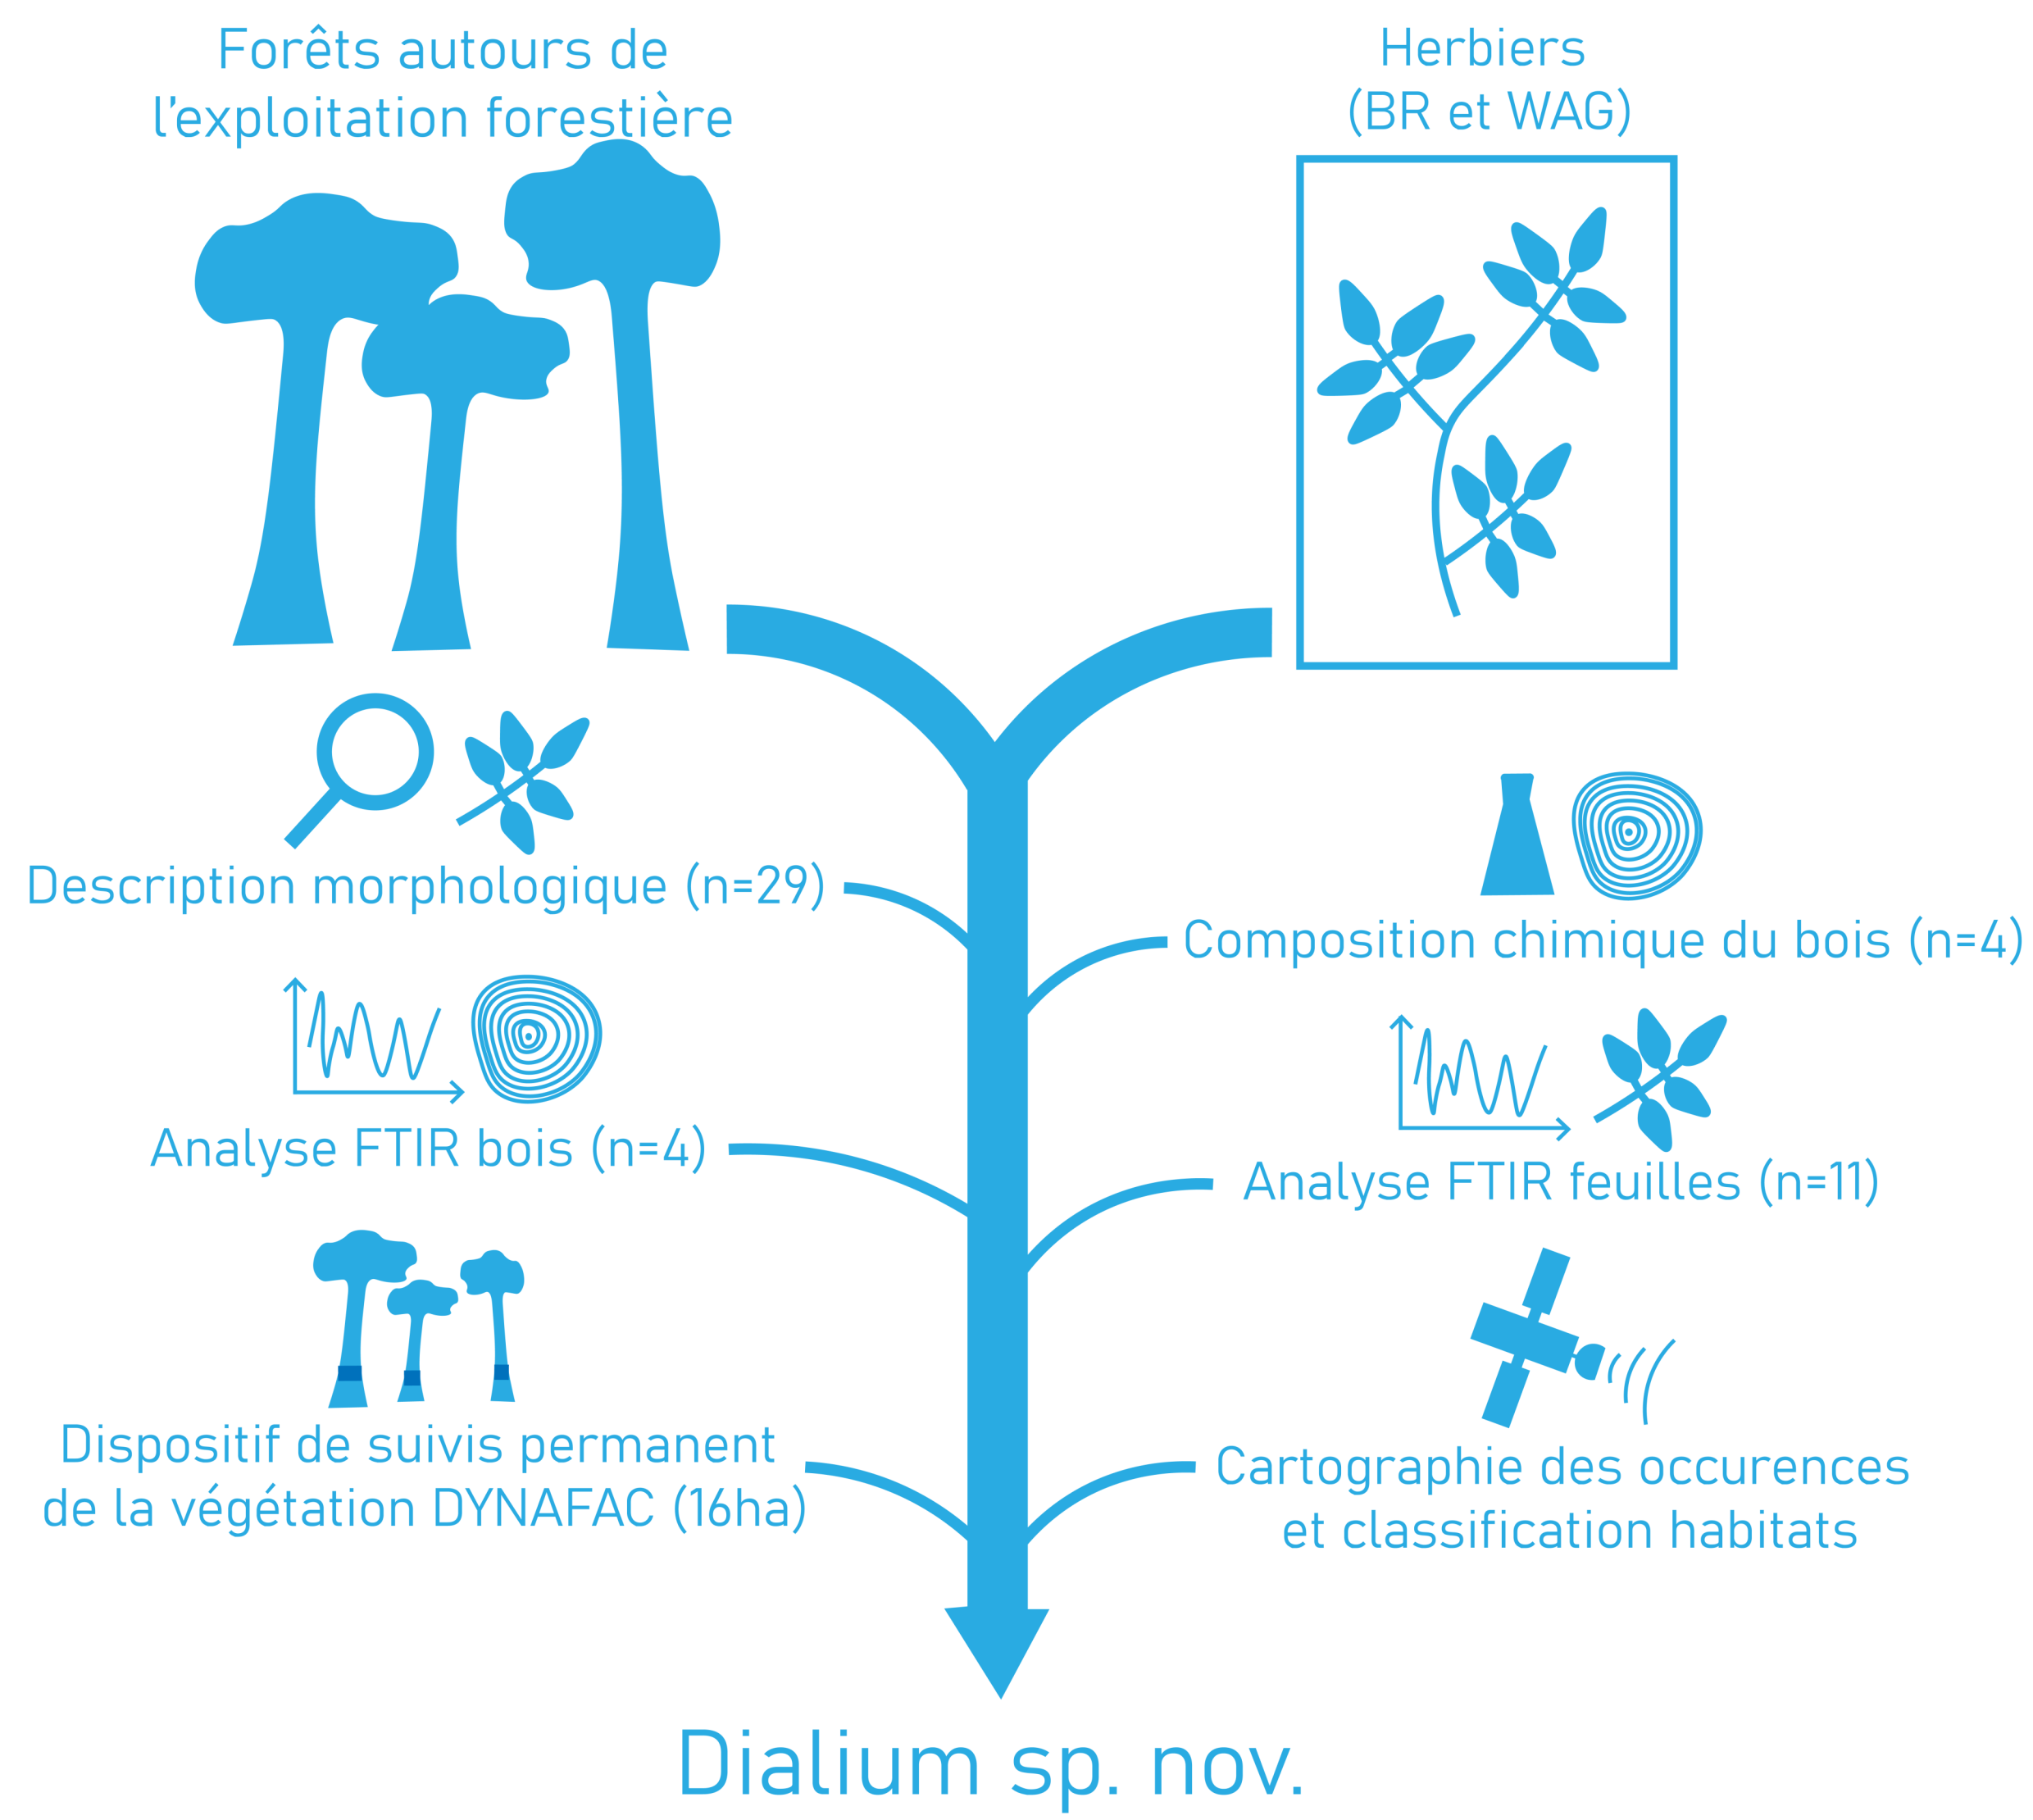 Forêts autours de
l'exploitation forestière
Herbiers
(BR et WAG)
Description morphologique (n=29)
Composition chimique du bois (n=4)
Analyse FTIR bois (n=4)
Analyse FTIR feuilles (n=11)
Dispositif de suivis permanent
de la végétation DYNAFAC (16ha)
Cartographie des occurences
et classification habitats
Dialium sp. nov.